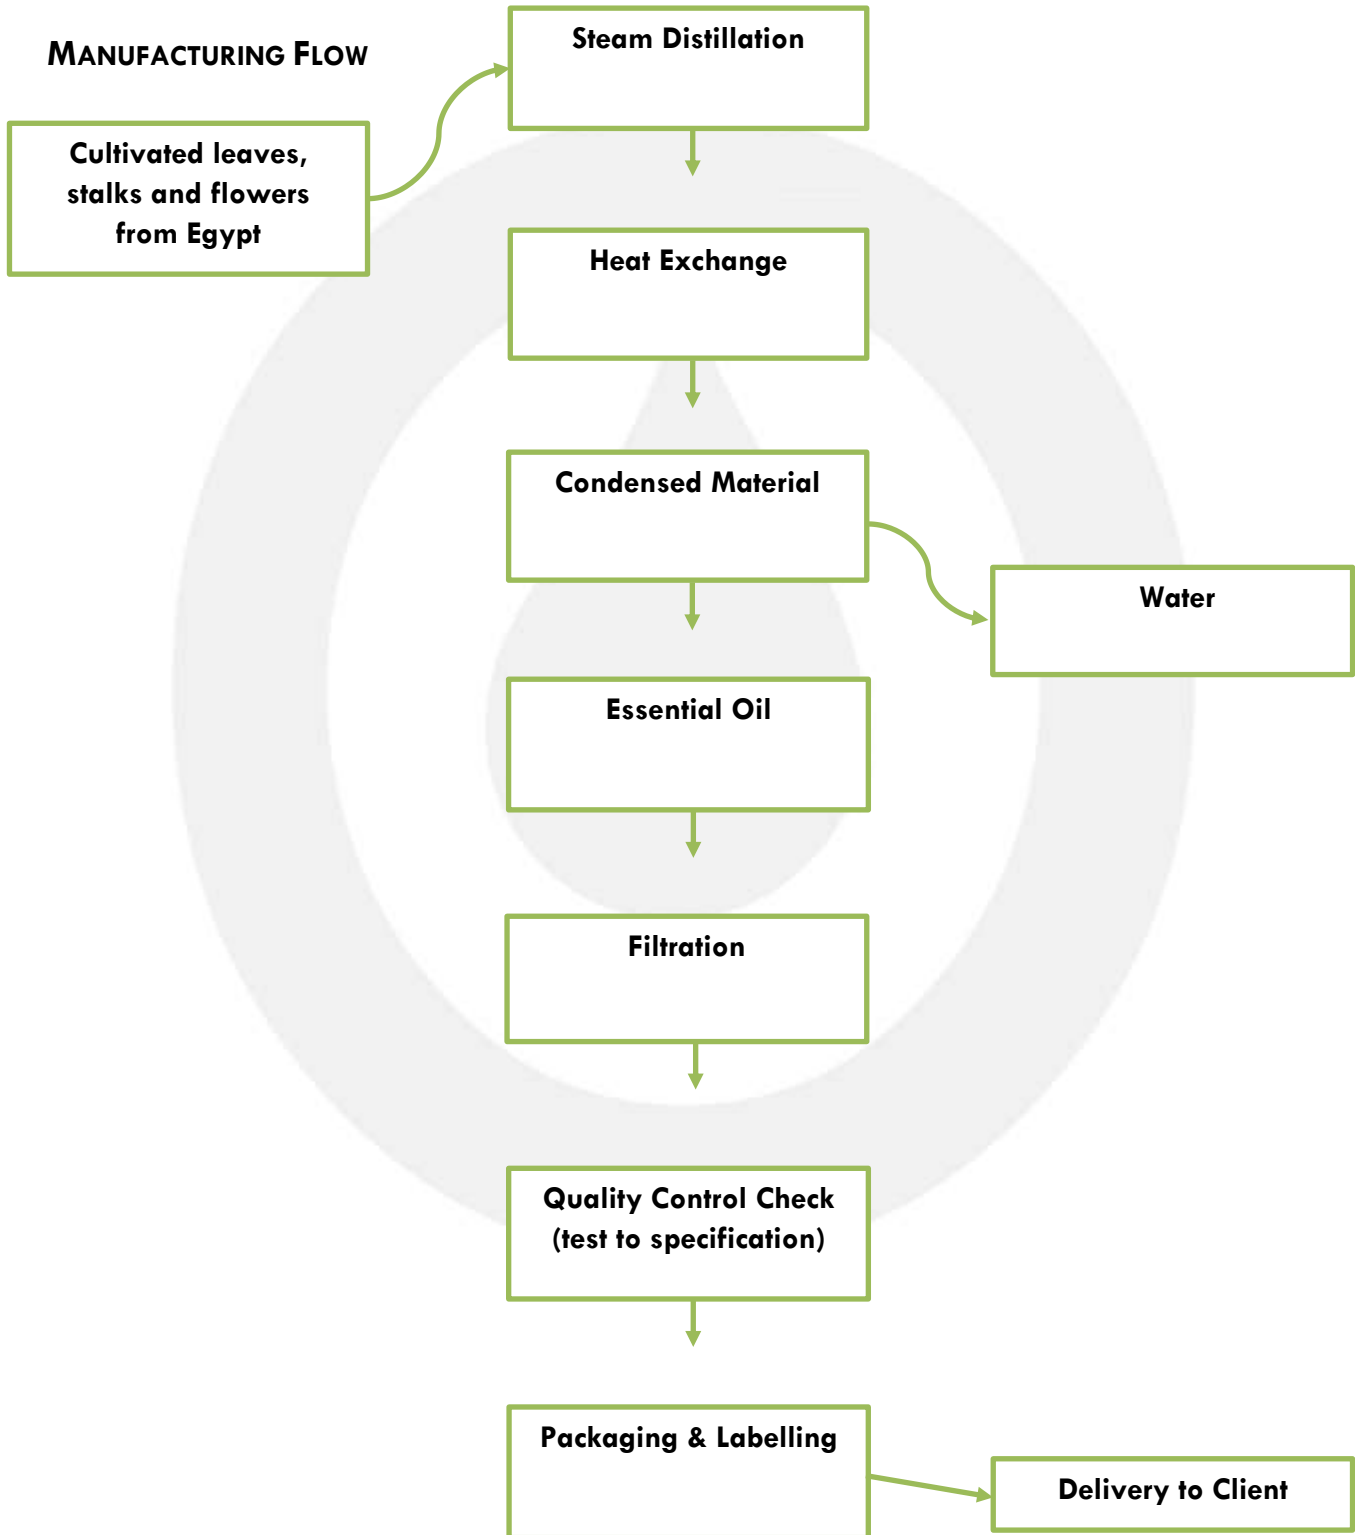 MANUFACTURING FLOW
Steam Distillation
Cultivated leaves,
stalks and flowers
from Egypt
Heat Exchange
Condensed Material
Water
Essential Oil
Filtration
Quality Control Check
(test to specification)
Packaging & Labelling
Delivery to Client